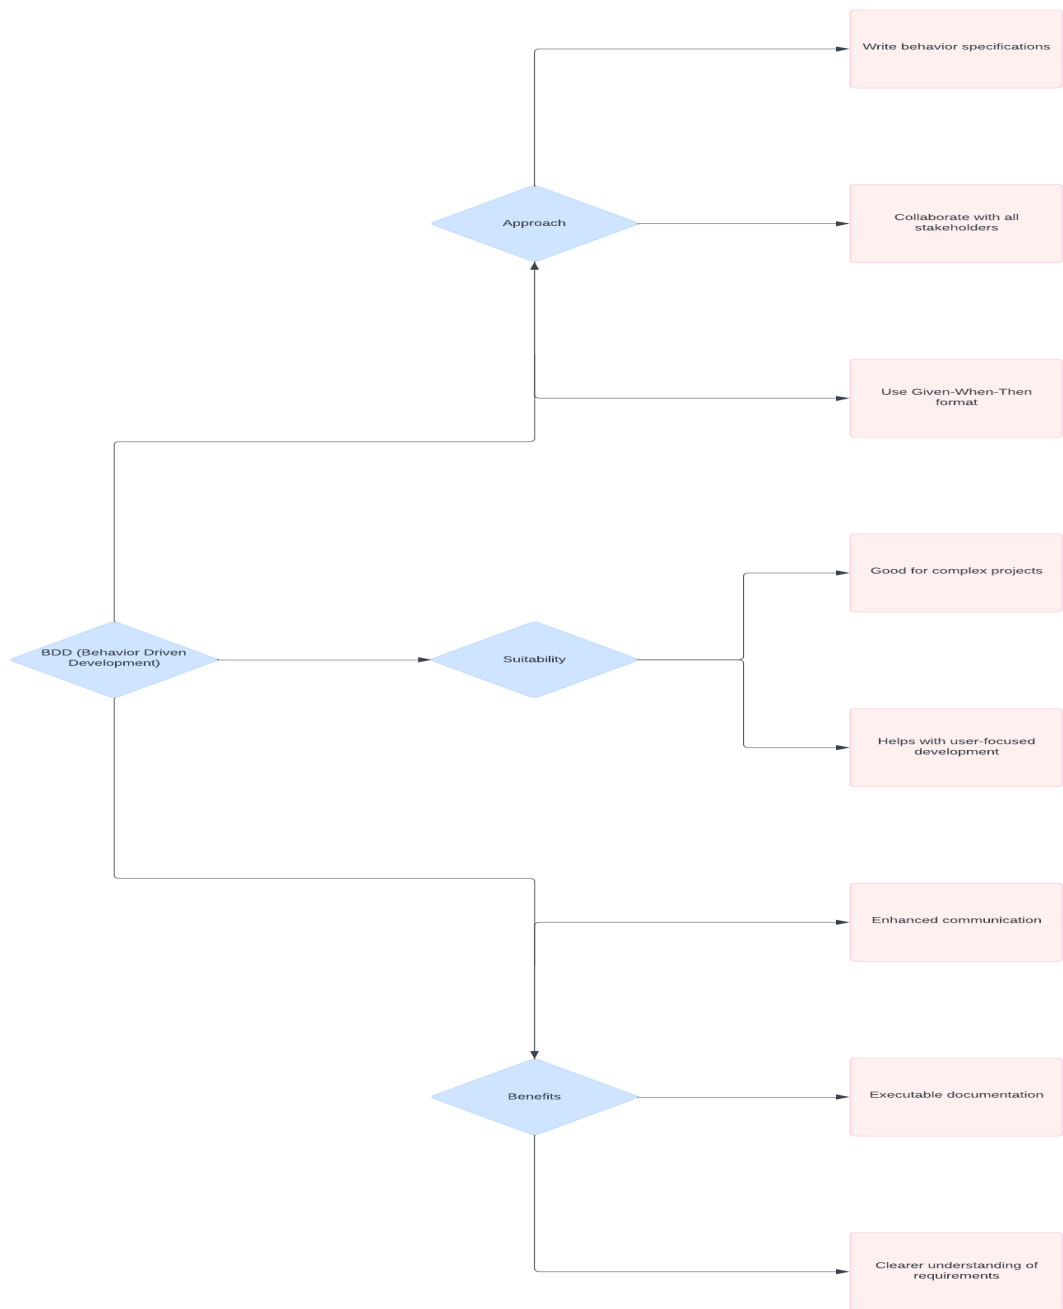 Write behavior specifications
Approach
Collaborate with all
stakeholders
Use Given-When-Then
format
Good for complex projects
BDD (Behavior Driven
Development)
Suitability
Helps with user-focused
development
Enhanced communication
Benefits
Executable documentation
Clearer understanding of
requirements